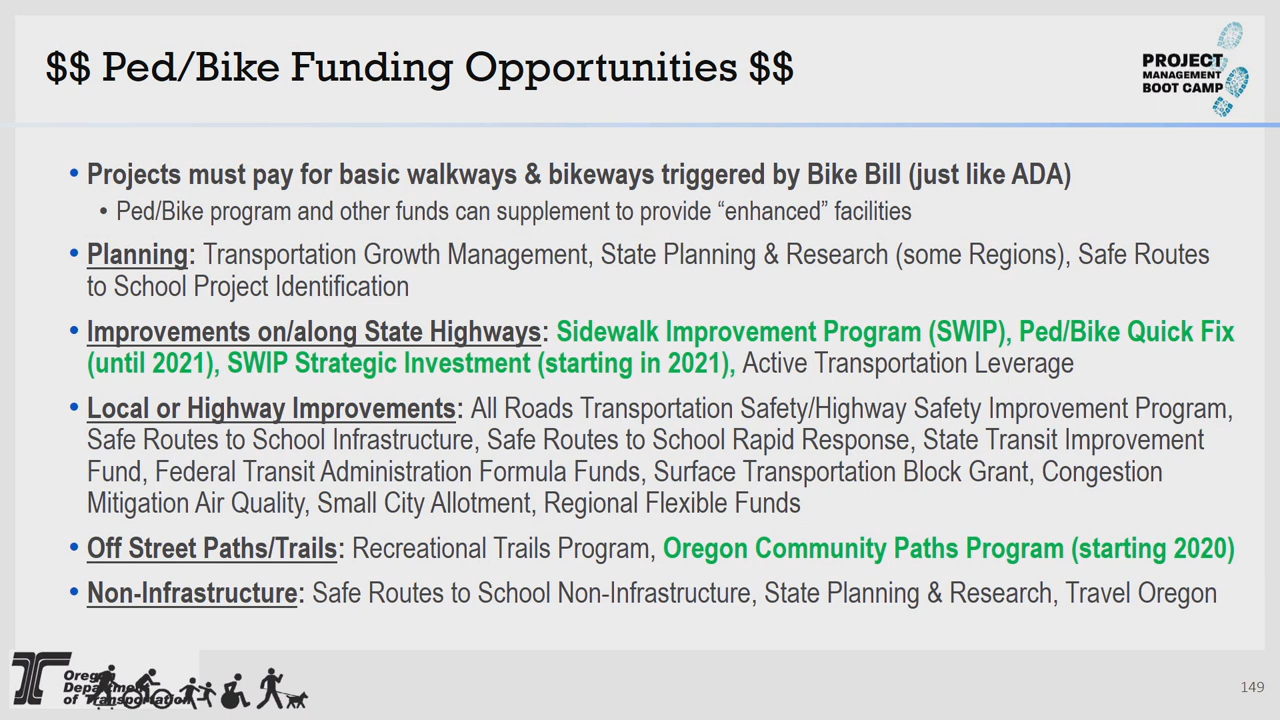 $$ Ped/Bike Funding Opportunities $$
PROJECT
MANAGEMENT
BOOT CAMP
• Projects must pay for basic walkways & bikeways triggered by Bike Bill (just like ADA)
• Ped/Bike program and other funds can supplement to provide “enhanced” facilities
• Planning: Transportation Growth Management, State Planning & Research (some Regions), Safe Routes
to School Project Identification
• Improvements on/along State Highways: Sidewalk Improvement Program (SWIP), Ped/Bike Quick Fix
(until 2021), SWIP Strategic Investment (starting in 2021), Active Transportation Leverage
• Local or Highway Improvements: All Roads Transportation Safety/Highway Safety Improvement Program,
Safe Routes to School Infrastructure, Safe Routes to School Rapid Response, State Transit Improvement
Fund, Federal Transit Administration Formula Funds, Surface Transportation Block Grant, Congestion
Mitigation Air Quality, Small City Allotment, Regional Flexible Funds
• Off Street Paths/Trails: Recreational Trails Program, Oregon Community Paths Program (starting 2020)
• Non-Infrastructure: Safe Routes to School Non-Infrastructure, State Planning & Research, Travel Oregon
Oregon
Department
of Transportation
149